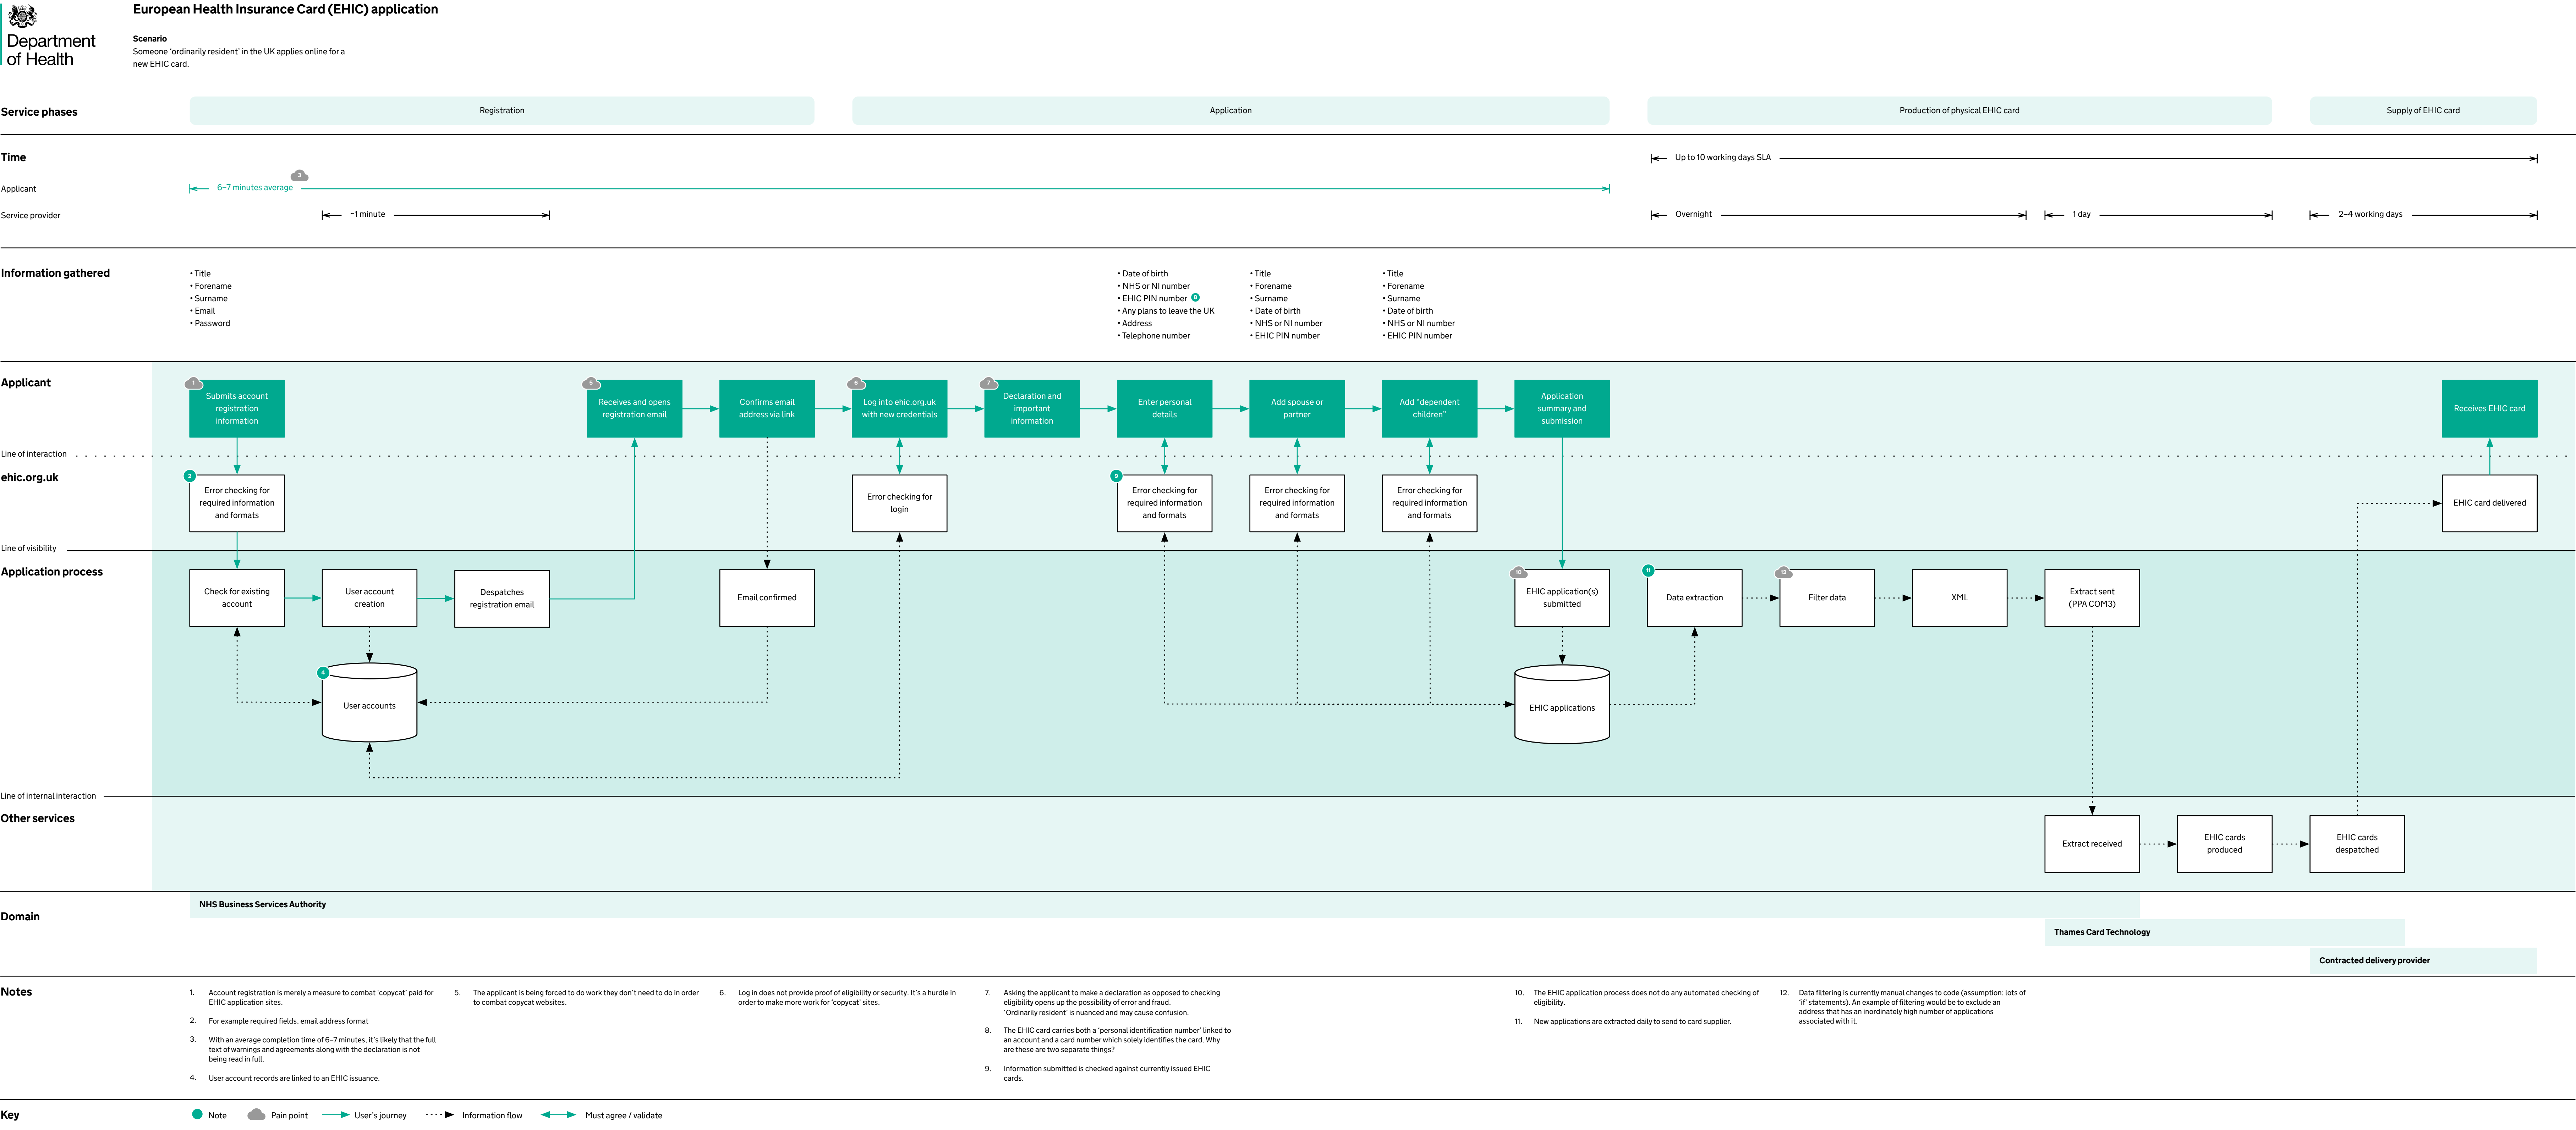 Department
of Health
European Health Insurance Card (EHIC) application
Scenario
Someone ‘ordinarily resident’ in the UK applies online for a
new EHIC card.
Service phases
Registration
Application
Production of physical EHIC card
Supply of EHIC card
Time
Up to 10 working days SLA
Applicant
6–7 minutes average
3
Service provider
~1 minute
Overnight
1 day
2–4 working days
Information gathered
• Title
• Forename
• Surname
• Email
• Password
• Date of birth
• NHS or NI number
• EHIC PIN number 8
• Any plans to leave the UK
• Address
• Telephone number
• Title
• Forename
• Surname
• Date of birth
• NHS or NI number
• EHIC PIN number
• Title
• Forename
• Surname
• Date of birth
• NHS or NI number
• EHIC PIN number
Applicant
1
Submits account
registration
information
5
Receives and opens
registration email
Confirms email
address via link
6
Log into ehic.org.uk
with new credentials
7
Declaration and
important
information
Enter personal
details
Add spouse or
partner
Add “dependent
children”
Application
summary and
submission
Receives EHIC card
Line of interaction
ehic.org.uk
2
Error checking for
required information
and formats
Error checking for
login
9
Error checking for
required information
and formats
Error checking for
required information
and formats
Error checking for
required information
and formats
EHIC card delivered
Line of visibility
Application process
Check for existing
account
User account
creation
Despatches
registration email
Email confirmed
10
EHIC application(s)
submitted
11
Data extraction
12
Filter data
XML
Extract sent
(PPA COM3)
4
User accounts
EHIC applications
Line of internal interaction
Other services
Extract received
EHIC cards
produced
EHIC cards
despatched
Domain
NHS Business Services Authority
Thames Card Technology
Contracted delivery provider
Notes
1. Account registration is merely a measure to combat ‘copycat’ paid-for
EHIC application sites.
2. For example required fields, email address format
3. With an average completion time of 6–7 minutes, it’s likely that the full
text of warnings and agreements along with the declaration is not
being read in full.
4. User account records are linked to an EHIC issuance.
5. The applicant is being forced to do work they don’t need to do in order
to combat copycat websites.
6. Log in does not provide proof of eligibility or security. It’s a hurdle in
order to make more work for ‘copycat’ sites.
7. Asking the applicant to make a declaration as opposed to checking
eligibility opens up the possibility of error and fraud.
‘Ordinarily resident’ is nuanced and may cause confusion.
8. The EHIC card carries both a ‘personal identification number’ linked to
an account and a card number which solely identifies the card. Why
are these are two separate things?
9. Information submitted is checked against currently issued EHIC
cards.
10. The EHIC application process does not do any automated checking of
eligibility.
11. New applications are extracted daily to send to card supplier.
12. Data filtering is currently manual changes to code (assumption: lots of
‘if’ statements). An example of filtering would be to exclude an
address that has an inordinately high number of applications
associated with it.
Key
Note
Pain point
User’s journey
Information flow
Must agree / validate